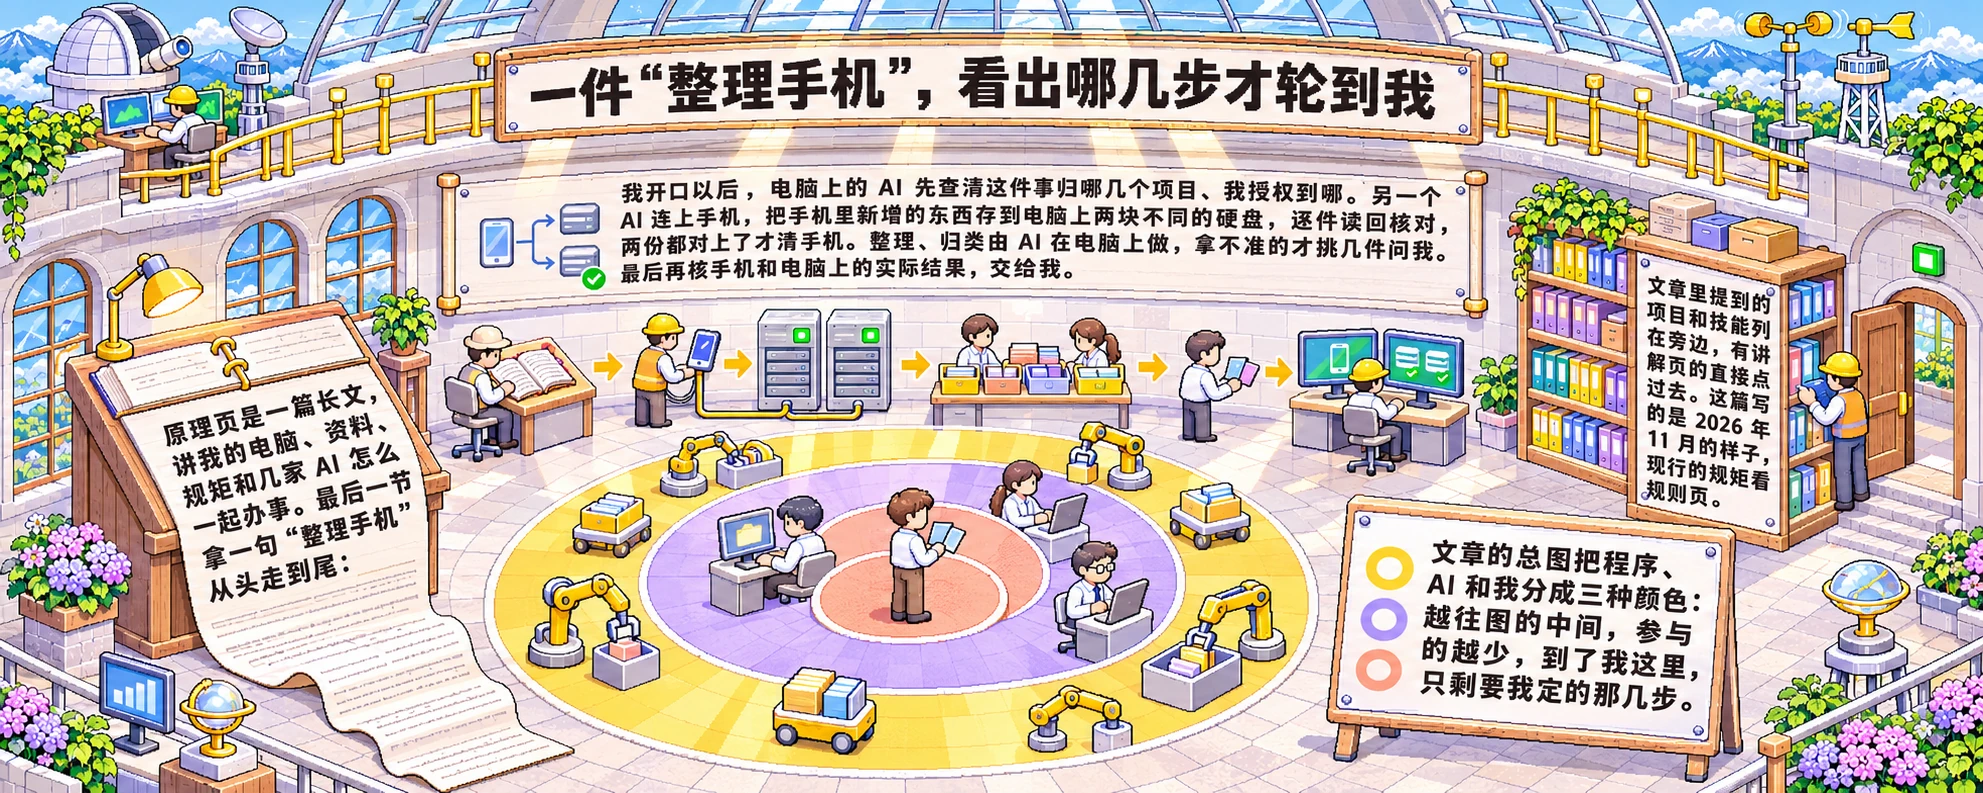 一件“整理手机”，看出哪几步才轮到我
我开口以后，电脑上的 AI 先查清这件事归哪几个项目、我授权到哪。另一个
AI 连上手机，把手机里新增的东西存到电脑上两块不同的硬盘，逐件读回核对，
两份都对上了才清手机。整理、归类由 AI 在电脑上做，拿不准的才挑几件问我。
最后再核手机和电脑上的实际结果，交给我。
原理页是一篇长文，
讲我的电脑、资料、
规矩和几家 AI 怎么
一起办事。最后一节
拿一句“整理手机”
从头走到尾：
文章里提到的
项目和技能列
在旁边，有讲
解页的直接点
过去。这篇写
的是 2026 年
11 月的样子，
现行的规矩看
规则页。
文章的总图把程序、
AI 和我分成三种颜色：
越往图的中间，参与
的越少，到了我这里，
只剩要我定的那几步。